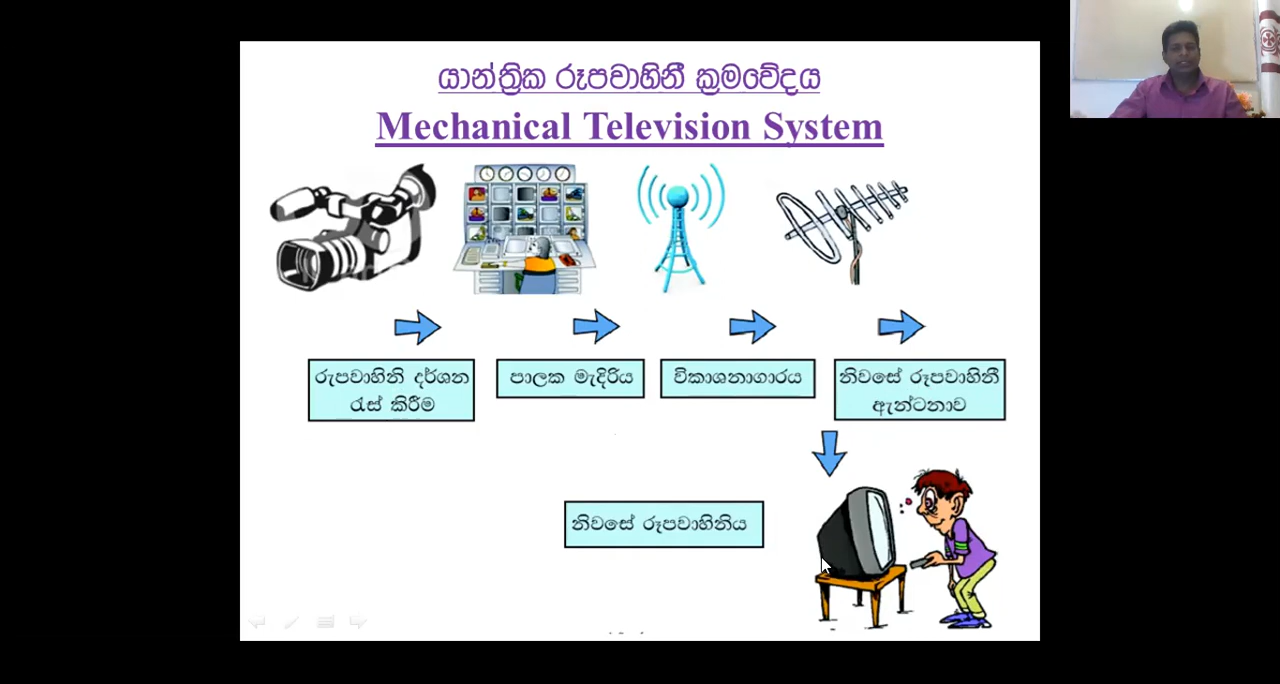 යාන්ත්‍රික රූපවාහිනී ක්‍රමවේදය
Mechanical Television System
රුපවාහිනි දර්ශන
රැස් කිරීම
පාලක මැදිරිය
විකාශනාගාරය
නිවසේ රූපවාහිනී
ඇන්ටනාව
නිවසේ රූපවාහිනිය